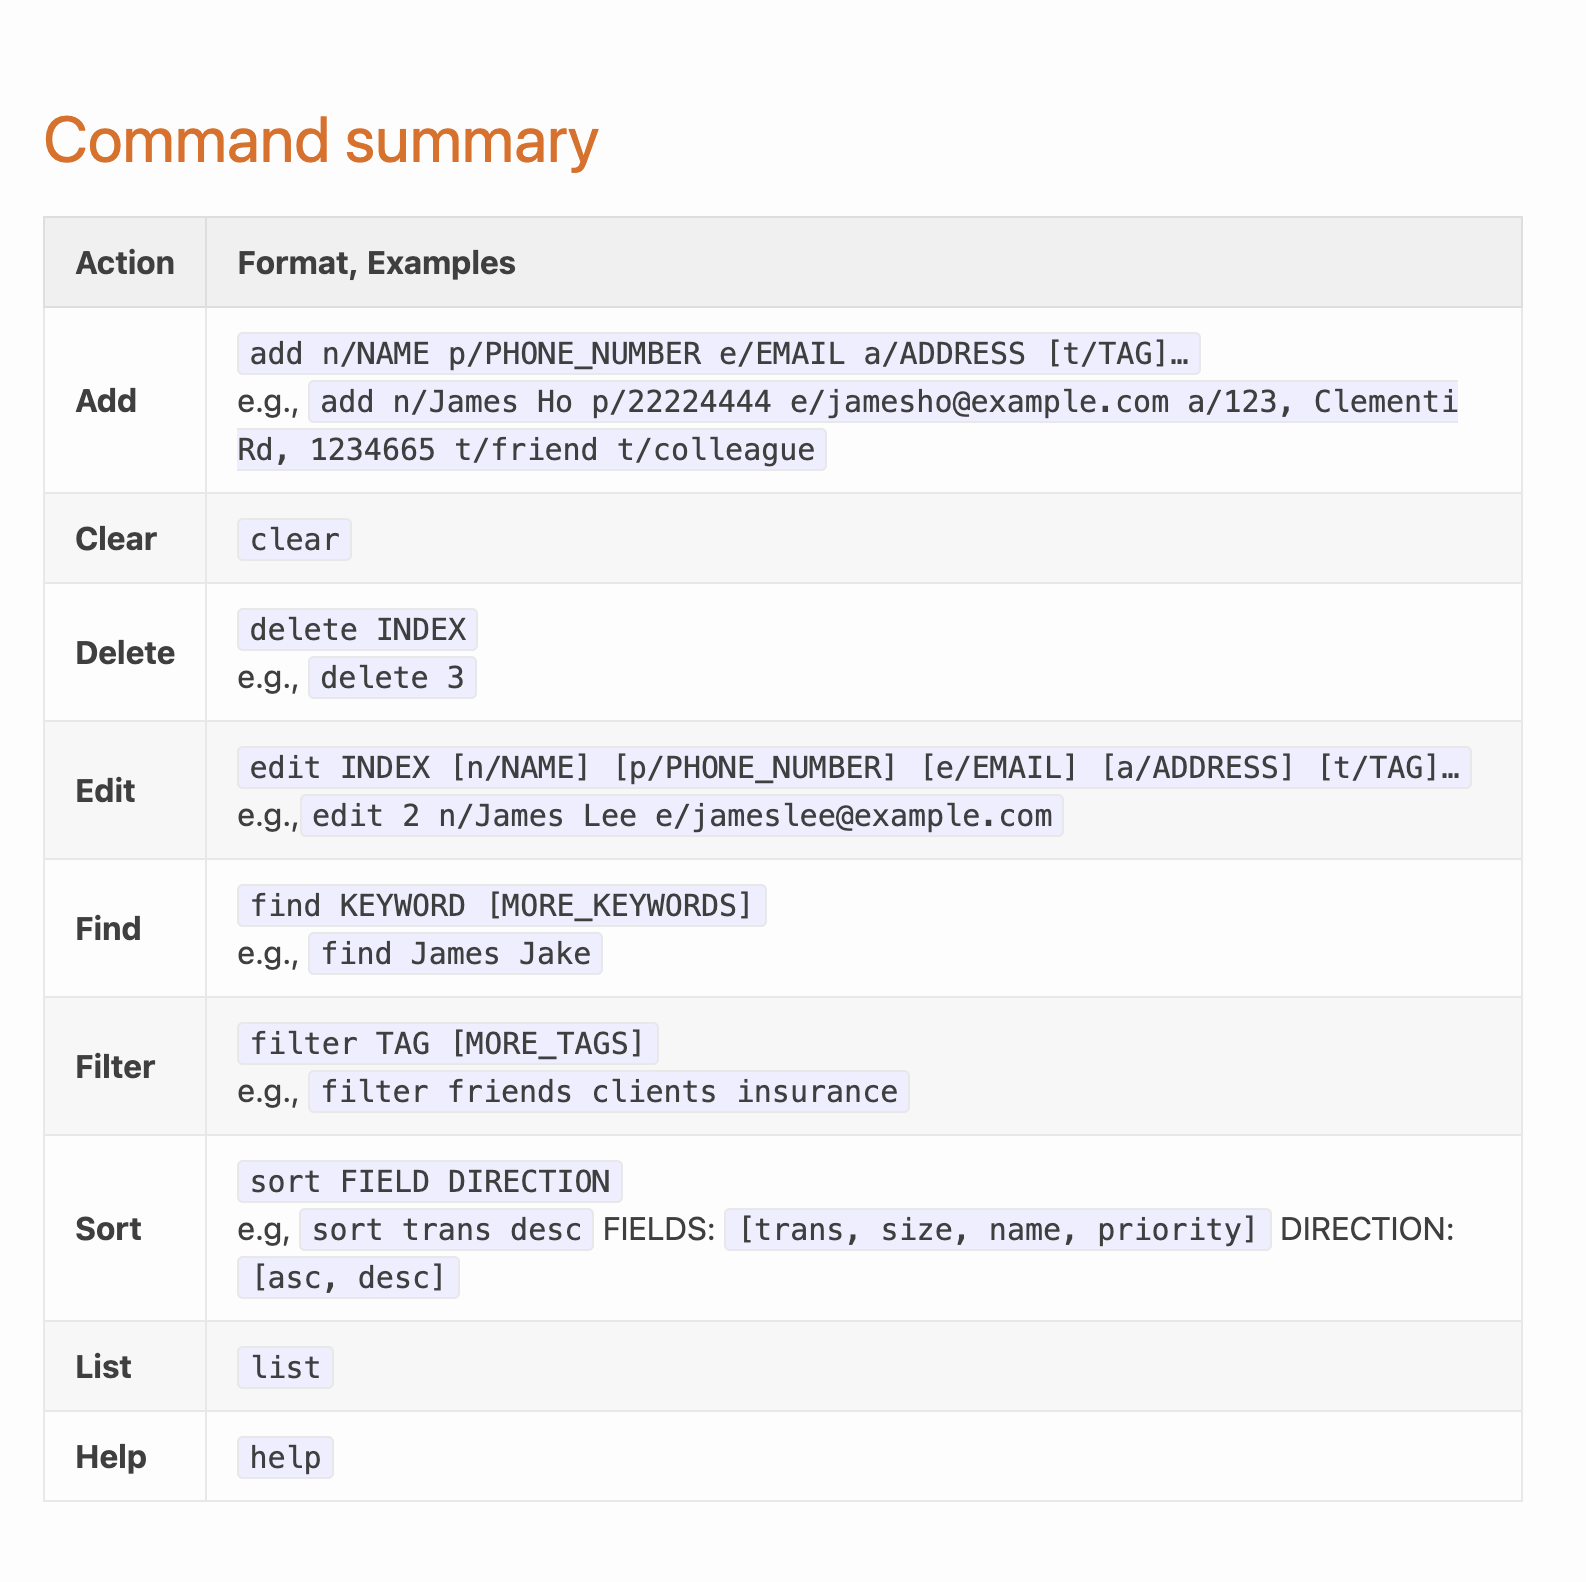 Command summary
Action
Format, Examples
Add
add n/NAME p/PHONE_NUMBER e/EMAIL a/ADDRESS [t/TAG]…
e.g., add n/James Ho p/22224444 e/jamesho@example.com a/123, Clementi
Rd, 1234665 t/friend t/colleague
Clear
clear
Delete
delete INDEX
e.g., delete 3
Edit
edit INDEX [n/NAME] [p/PHONE_NUMBER] [e/EMAIL] [a/ADDRESS] [t/TAG]…
e.g., edit 2 n/James Lee e/jameslee@example.com
Find
find KEYWORD [MORE_KEYWORDS]
e.g., find James Jake
Filter
filter TAG [MORE_TAGS]
e.g., filter friends clients insurance
Sort
sort FIELD DIRECTION
e.g, sort trans desc FIELDS: [trans, size, name, priority] DIRECTION:
[asc, desc]
List
list
Help
help